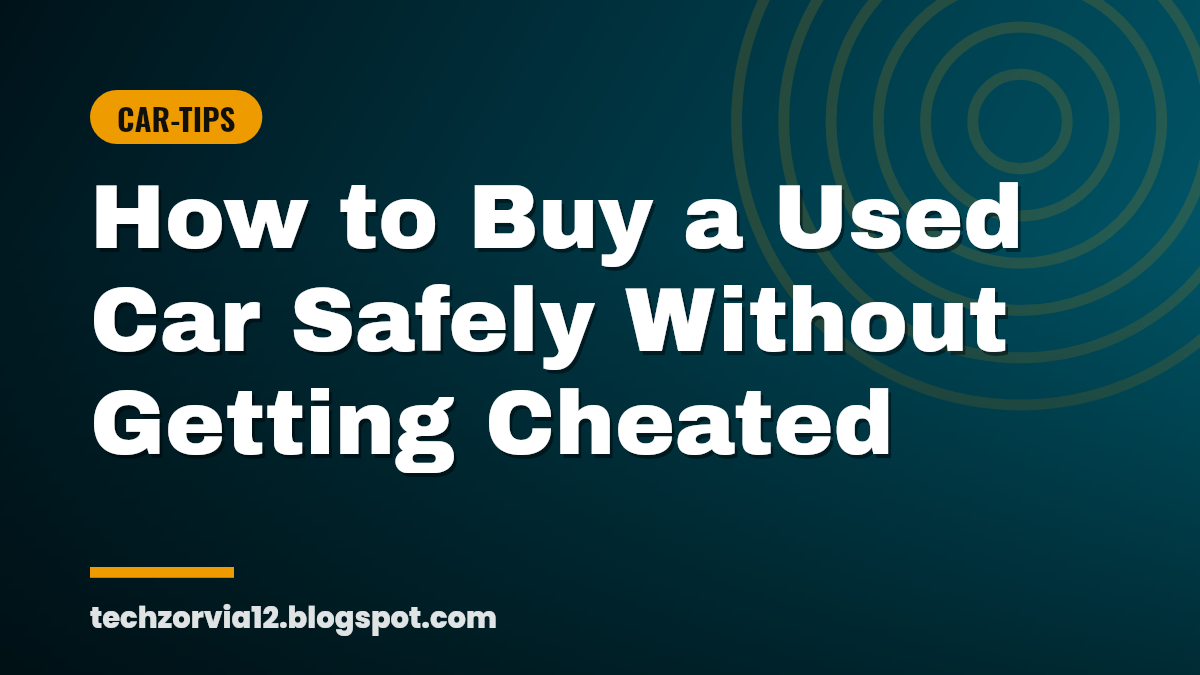 CAR-TIPS
How to Buy a Used
Car Safely Without
Getting Cheated
techzorvia12.blogspot.com